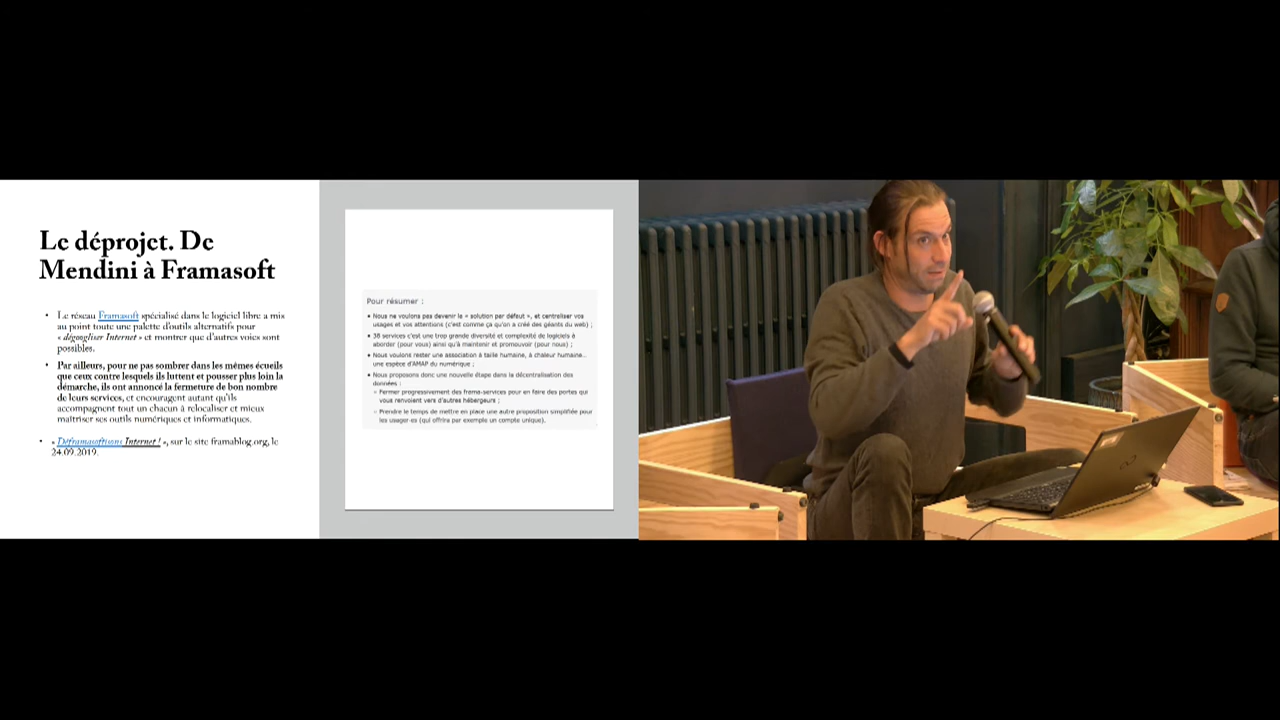 Le déprojet. De
Mendini à Framasoft
• Le réseau Framasoft spécialisé dans le logiciel libre a mis
au point toute une palette d'outils alternatifs pour
« dégoogliser Internet » et montrer que d'autres voies sont
possibles.
• Par ailleurs, pour ne pas sombrer dans les mêmes écueils
que ceux contre lesquels ils luttent et pousser plus loin la
démarche, ils ont annoncé la fermeture de bon nombre
de leurs services, et encouragent autant qu'ils
accompagnent tout un chacun à relocaliser et mieux
maîtriser ses outils numériques et informatiques.
• « Déframasoftisons Internet ! », sur le site framablog.org, le
24.09.2019.
Pour résumer :
• Nous ne voulons pas devenir la « solution par défaut », et centraliser vos
usages et vos attentions (c'est comme ça qu'on a créé des géants du web) ;
• 38 services c'est une trop grande diversité et complexité de logiciels à
aborder (pour vous) ainsi qu'à maintenir et promouvoir (pour nous) ;
• Nous voulons rester une association à taille humaine, à chaleur humaine…
une espèce d'AMAP du numérique ;
• Nous proposons donc une nouvelle étape dans la décentralisation des
données :
◦ Fermer progressivement des frama-services pour en faire des portes qui
vous renvoient vers d'autres hébergeurs ;
◦ Prendre le temps de mettre en place une autre proposition simplifiée pour
les usager·es (qui offrira par exemple un compte unique).